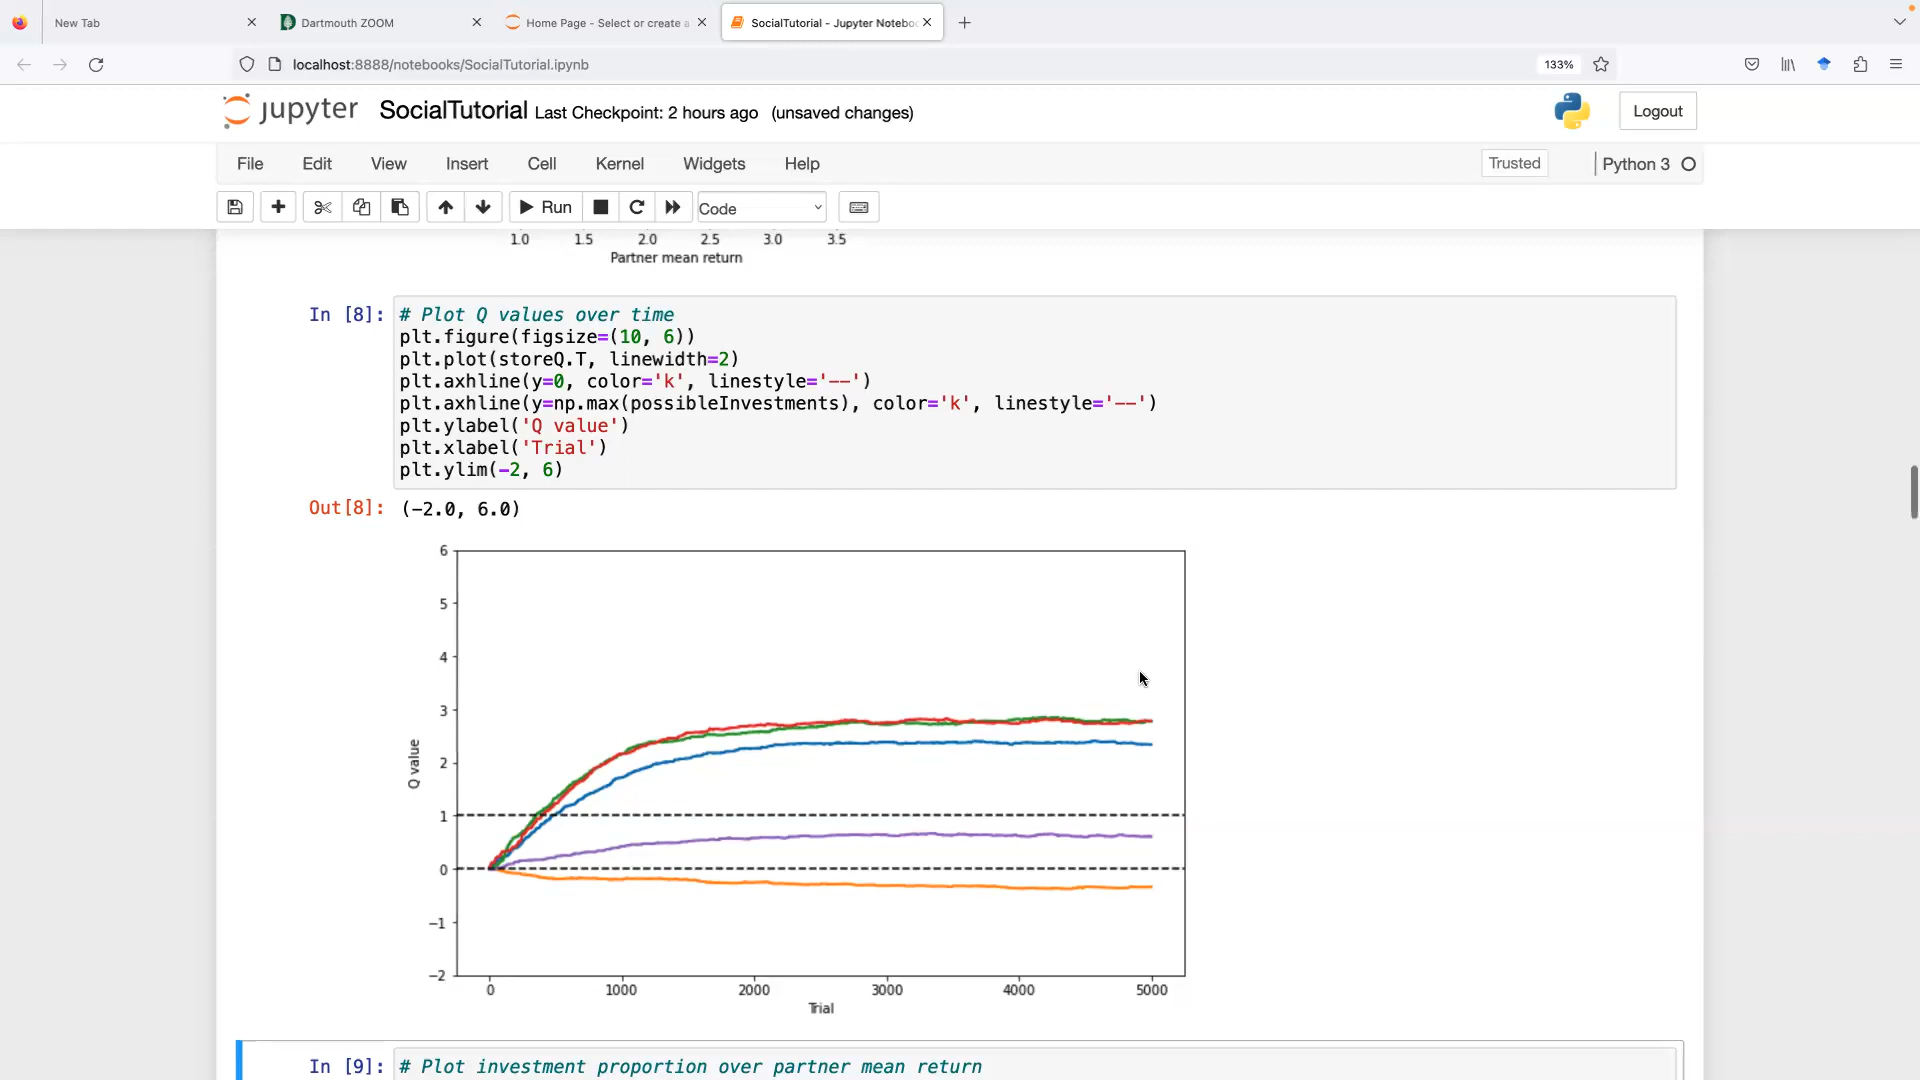 New Tab
Dartmouth ZOOM
Home Page - Select or create a
SocialTutorial - Jupyter Notebo
localhost:8888/notebooks/SocialTutorial.ipynb
133%
jupyter
SocialTutorial Last Checkpoint: 2 hours ago (unsaved changes)
Logout
File Edit View Insert Cell Kernel Widgets Help
Trusted
Python 3
Run
Code
1.0 1.5 2.0 2.5 3.0 3.5
Partner mean return
In [8]: # Plot Q values over time
plt.figure(figsize=(10, 6))
plt.plot(storeQ.T, linewidth=2)
plt.axhline(y=0, color='k', linestyle='--')
plt.axhline(y=np.max(possibleInvestments), color='k', linestyle='--')
plt.ylabel('Q value')
plt.xlabel('Trial')
plt.ylim(-2, 6)
Out[8]: (-2.0, 6.0)
6
5
4
3
2
1
0
−1
−2
Q value
0 1000 2000 3000 4000 5000
Trial
In [9]: # Plot investment proportion over partner mean return